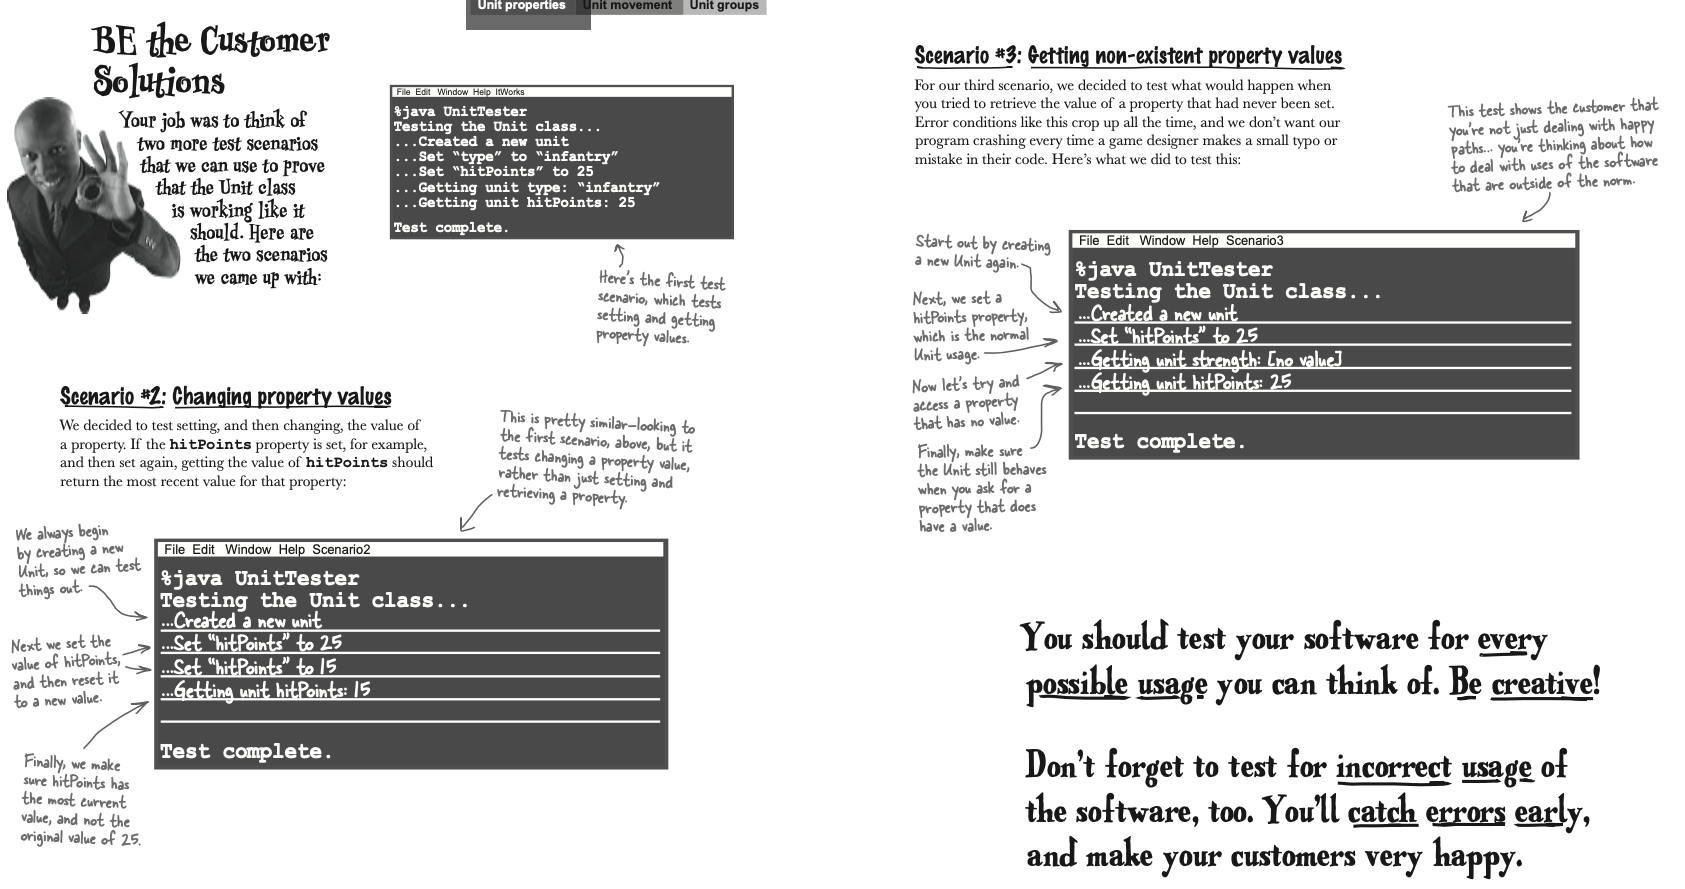 Unit properties
Unit movement
Unit groups
BE the Customer
Solutions
Your job was to think of
two more test scenarios
that we can use to prove
that the Unit class
is working like it
should. Here are
the two scenarios
we came up with:
File Edit Window Help ItWorks
%java UnitTester
Testing the Unit class...
...Created a new unit
...Set “type” to “infantry”
...Set “hitPoints” to 25
...Getting unit type: “infantry”
...Getting unit hitPoints: 25
Test complete.
Here's the first test
scenario, which tests
setting and getting
property values.
Scenario #2: Changing property values
We decided to test setting, and then changing, the value of
a property. If the hitPoints property is set, for example,
and then set again, getting the value of hitPoints should
return the most recent value for that property:
This is pretty similar-looking to
the first scenario, above, but it
tests changing a property value,
rather than just setting and
retrieving a property.
We always begin
by creating a new
Unit, so we can test
things out.
Next we set the
value of hitPoints,
and then reset it
to a new value.
Finally, we make
sure hitPoints has
the most current
value, and not the
original value of 25.
File Edit Window Help Scenario2
%java UnitTester
Testing the Unit class...
...Created a new unit
...Set “hitPoints” to 25
...Set “hitPoints” to 15
...Getting unit hitPoints: 15
Test complete.
Scenario #3: Getting non-existent property values
For our third scenario, we decided to test what would happen when
you tried to retrieve the value of a property that had never been set.
Error conditions like this crop up all the time, and we don’t want our
program crashing every time a game designer makes a small typo or
mistake in their code. Here’s what we did to test this:
This test shows the customer that
you're not just dealing with happy
paths... you're thinking about how
to deal with uses of the software
that are outside of the norm.
Start out by creating
a new Unit again.
Next, we set a
hitPoints property,
which is the normal
Unit usage.
Now let's try and
access a property
that has no value.
Finally, make sure
the Unit still behaves
when you ask for a
property that does
have a value.
File Edit Window Help Scenario3
%java UnitTester
Testing the Unit class...
...Created a new unit
...Set “hitPoints” to 25
...Getting unit strength: [no value]
...Getting unit hitPoints: 25
Test complete.
You should test your software for every
possible usage you can think of. Be creative!
Don't forget to test for incorrect usage of
the software, too. You'll catch errors early,
and make your customers very happy.